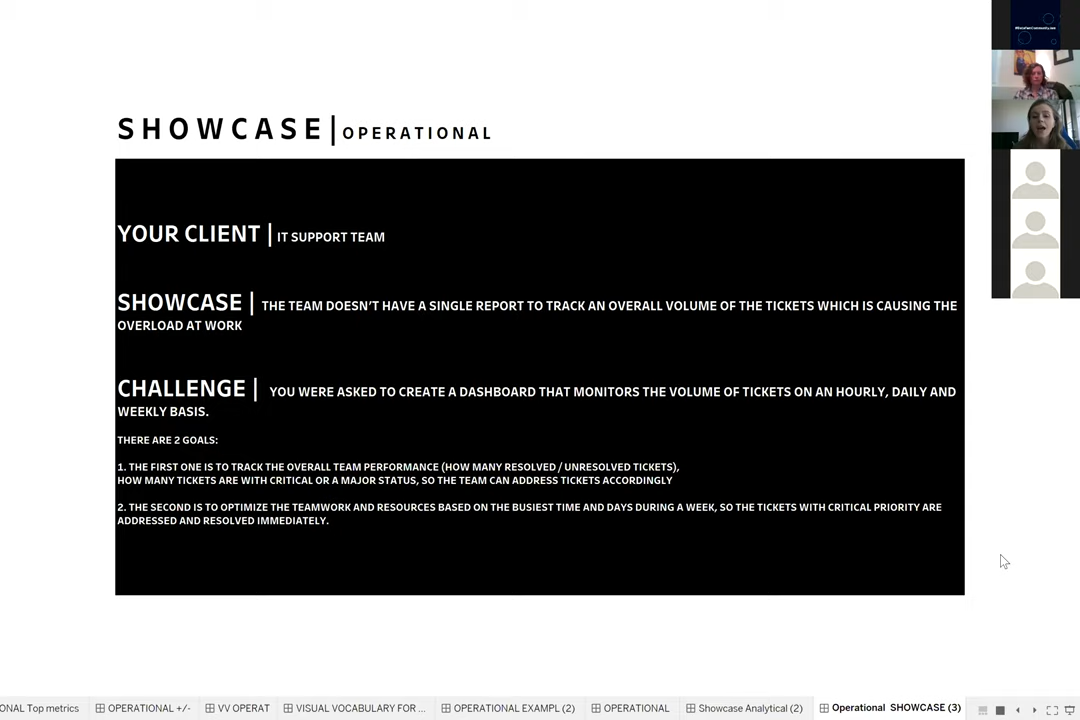 SHOWCASE|OPERATIONAL
YOUR CLIENT | IT SUPPORT TEAM
SHOWCASE | THE TEAM DOESN'T HAVE A SINGLE REPORT TO TRACK AN OVERALL VOLUME OF THE TICKETS WHICH IS CAUSING THE
OVERLOAD AT WORK
CHALLENGE | YOU WERE ASKED TO CREATE A DASHBOARD THAT MONITORS THE VOLUME OF TICKETS ON AN HOURLY, DAILY AND
WEEKLY BASIS.
THERE ARE 2 GOALS:
1. THE FIRST ONE IS TO TRACK THE OVERALL TEAM PERFORMANCE (HOW MANY RESOLVED / UNRESOLVED TICKETS),
HOW MANY TICKETS ARE WITH CRITICAL OR A MAJOR STATUS, SO THE TEAM CAN ADDRESS TICKETS ACCORDINGLY
2. THE SECOND IS TO OPTIMIZE THE TEAMWORK AND RESOURCES BASED ON THE BUSIEST TIME AND DAYS DURING A WEEK, SO THE TICKETS WITH CRITICAL PRIORITY ARE
ADDRESSED AND RESOLVED IMMEDIATELY.
ONAL Top metrics
OPERATIONAL +/-
VV OPERAT
VISUAL VOCABULARY FOR ...
OPERATIONAL EXAMPL (2)
OPERATIONAL
Showcase Analytical (2)
Operational SHOWCASE (3)